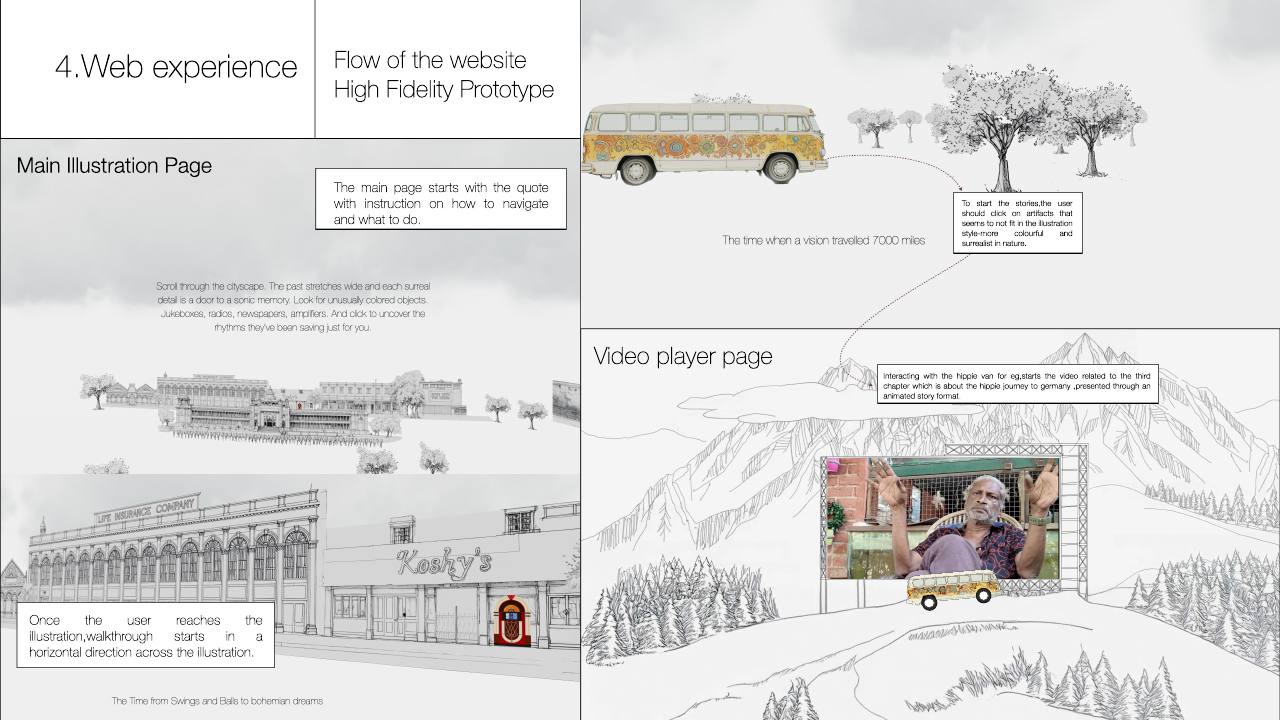 4.Web experience
Flow of the website
High Fidelity Prototype
Main Illustration Page
The main page starts with the quote
with instruction on how to navigate
and what to do.
Scroll through the cityscape. The past stretches wide and each surreal
detail is a door to a sonic memory. Look for unusually colored objects.
Jukeboxes, radios, newspapers, amplifiers. And click to uncover the
rhythms they've been saving just for you.
LIFE INSURANCE COMPANY
Koshy's
Once the user reaches the
illustration,walkthrough starts in a
horizontal direction across the illustration.
The Time from Swings and Balls to bohemian dreams
To start the stories,the user
should click on artifacts that
seems to not fit in the illustration
style-more colourful and
surrealist in nature.
The time when a vision travelled 7000 miles
Video player page
Interacting with the hippie van for eg,starts the video related to the third
chapter which is about the hippie journey to germany ,presented through an
animated story format.